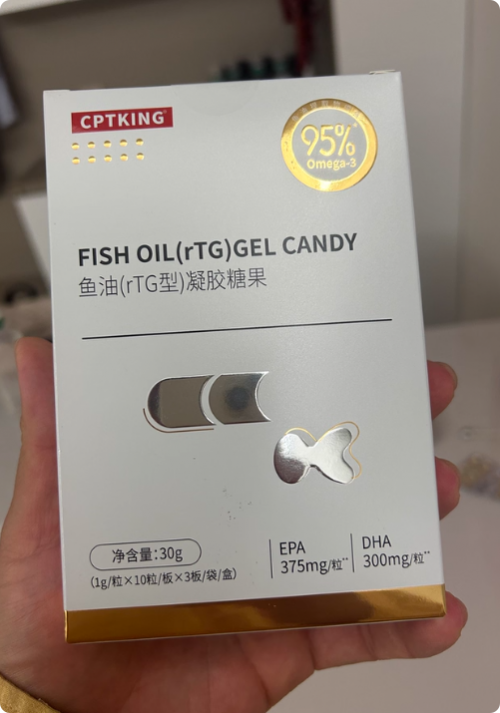 CPTKING
95%
Omega-3
FISH OIL(rTG)GEL CANDY
鱼油(rTG型)凝胶糖果
净含量:30g
(1g/粒×10粒/板×3板/袋/盒)
EPA
375mg/粒**
DHA
300mg/粒**